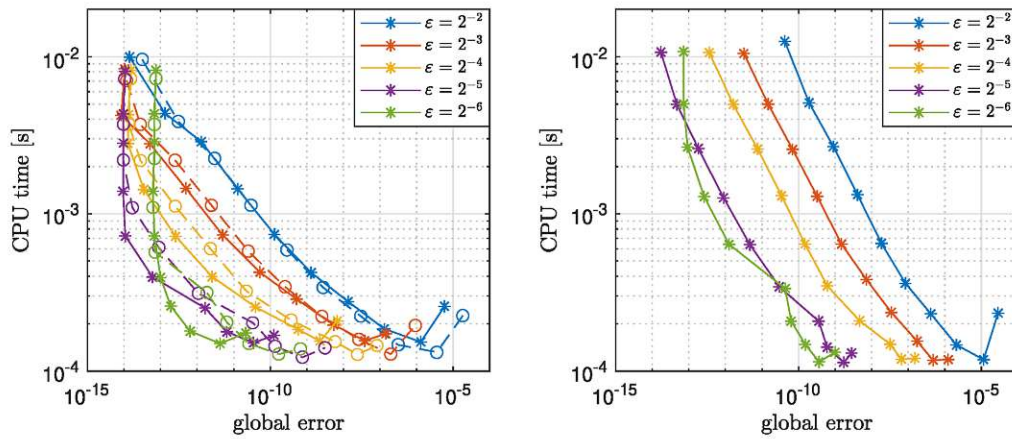 10^-2
10^-3
10^-4
CPU time [s]
10^-15
10^-10
10^-5
global error
ε = 2^-2
ε = 2^-3
ε = 2^-4
ε = 2^-5
ε = 2^-6
10^-2
10^-3
10^-4
CPU time [s]
10^-15
10^-10
10^-5
global error
ε = 2^-2
ε = 2^-3
ε = 2^-4
ε = 2^-5
ε = 2^-6